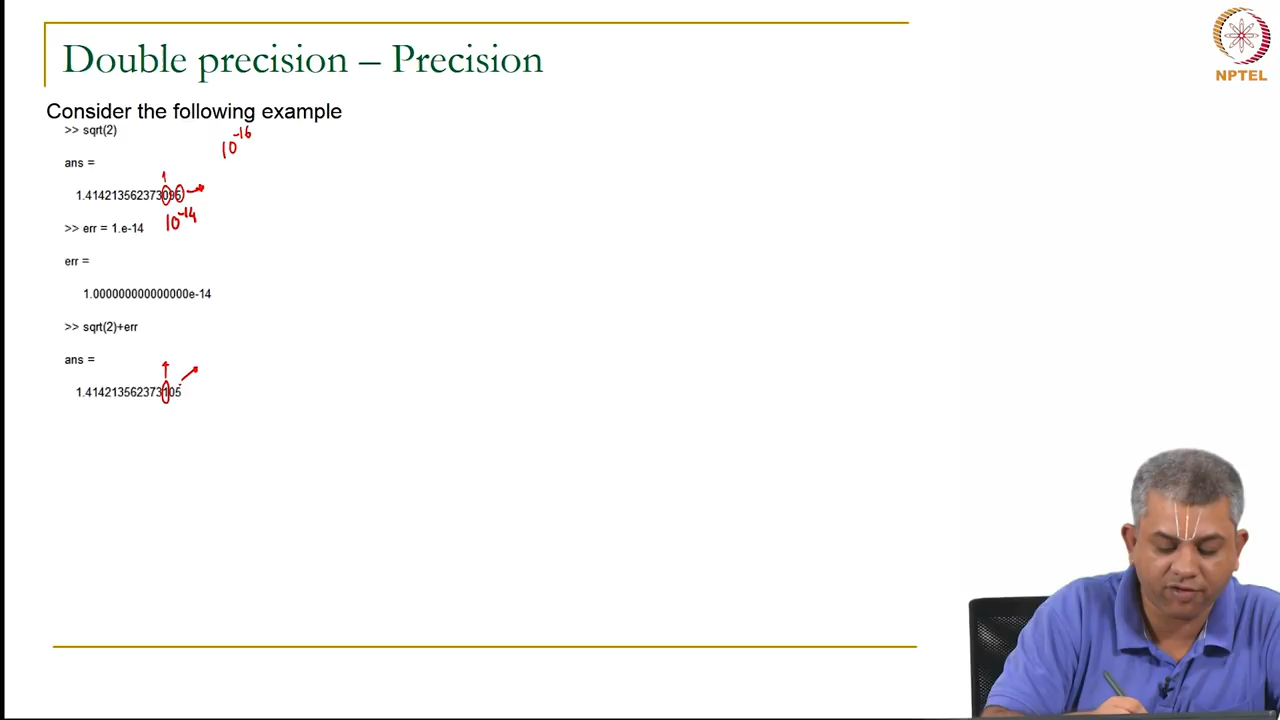 Double precision – Precision
NPTEL
Consider the following example
>> sqrt(2)
10^-16
ans =
1
1.414213562373095
10^-14
>> err = 1.e-14
err =
1.000000000000000e-14
>> sqrt(2)+err
ans =
1.414213562373105